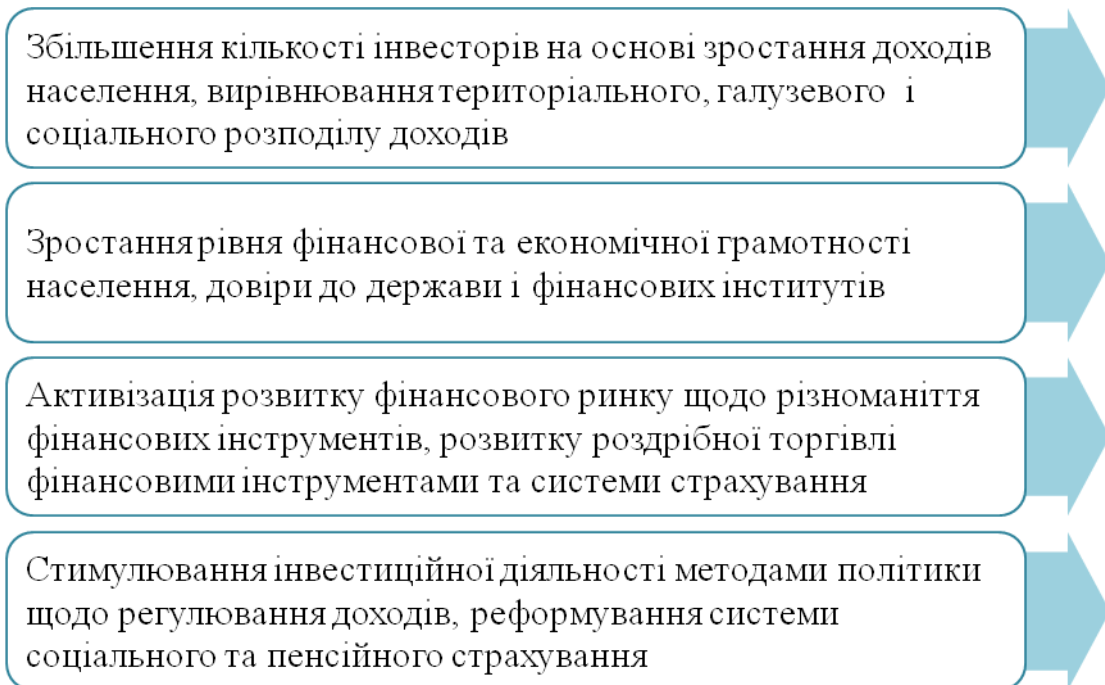 Збільшення кількості інвесторів на основі зростання доходів
населення, вирівнювання територіального, галузевого і
соціального розподілу доходів
Зростання рівня фінансової та економічної грамотності
населення, довіри до держави і фінансових інститутів
Активізація розвитку фінансового ринку щодо різноманіття
фінансових інструментів, розвитку роздрібної торгівлі
фінансовими інструментами та системи страхування
Стимулювання інвестиційної діяльності методами політики
щодо регулювання доходів, реформування системи
соціального та пенсійного страхування